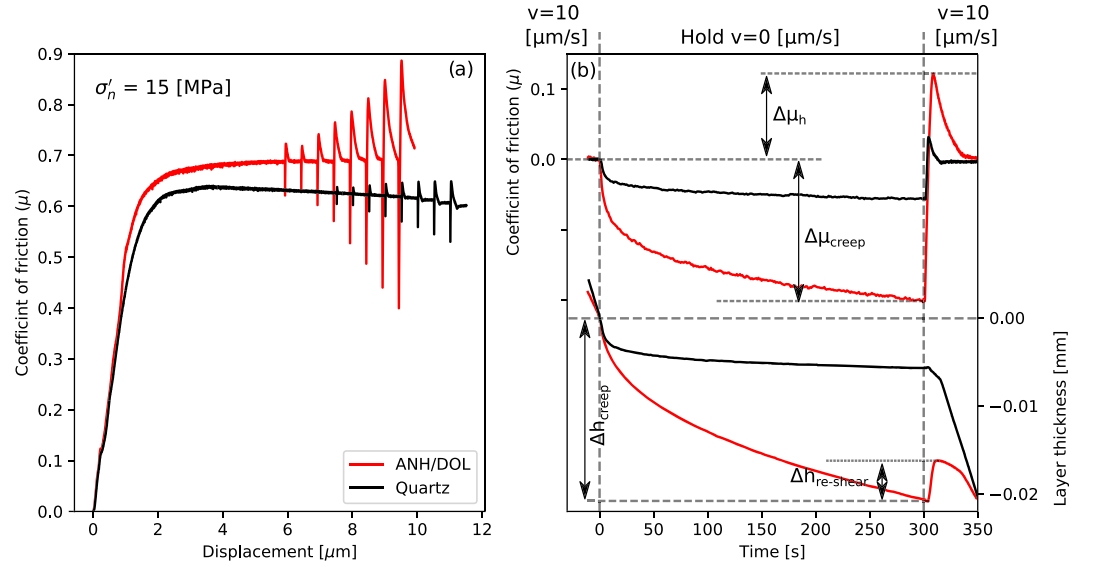 (a)
σ′n = 15 [MPa]
Coefficint of friction (μ)
0.9
0.8
0.7
0.6
0.5
0.4
0.3
0.2
0.1
0.0
ANH/DOL
Quartz
0 2 4 6 8 10 12
Displacement [μm]
v=10
[μm/s]
Hold v=0 [μm/s]
v=10
[μm/s]
(b)
Coefficint of friction (μ)
0.1
0.0
Δμh
Δμcreep
Δhcreep
Δhre-shear
0.00
−0.01
−0.02
Layer thickness [mm]
0 50 100 150 200 250 300 350
Time [s]